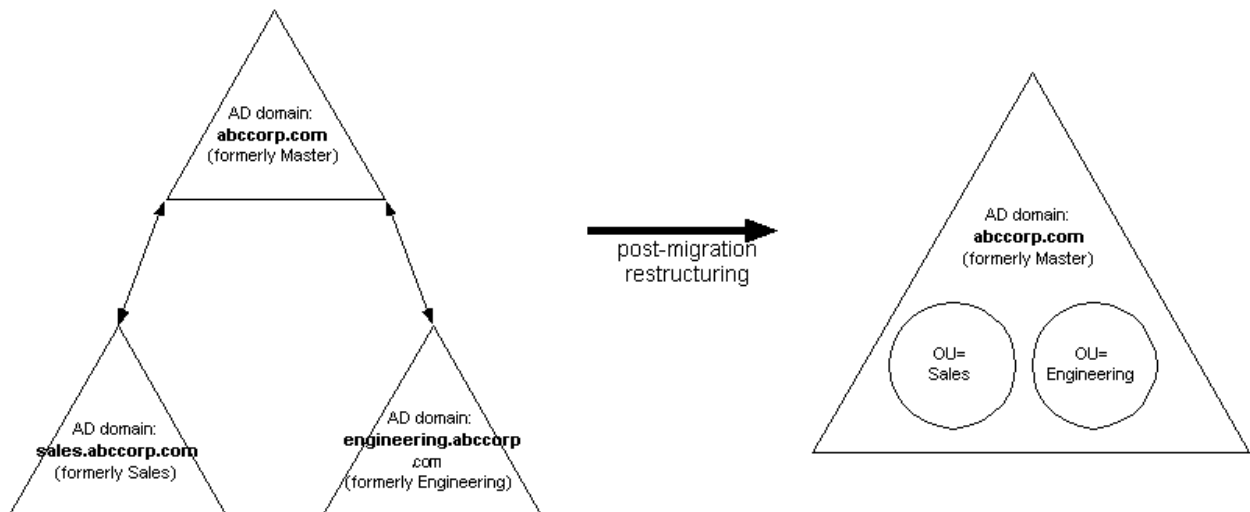 AD domain:
abccorp.com
(formerly Master)
AD domain:
sales.abccorp.com
(formerly Sales)
AD domain:
engineering.abccorp
.com
(formerly Engineering)
post-migration
restructuring
AD domain:
abccorp.com
(formerly Master)
OU=
Sales
OU=
Engineering